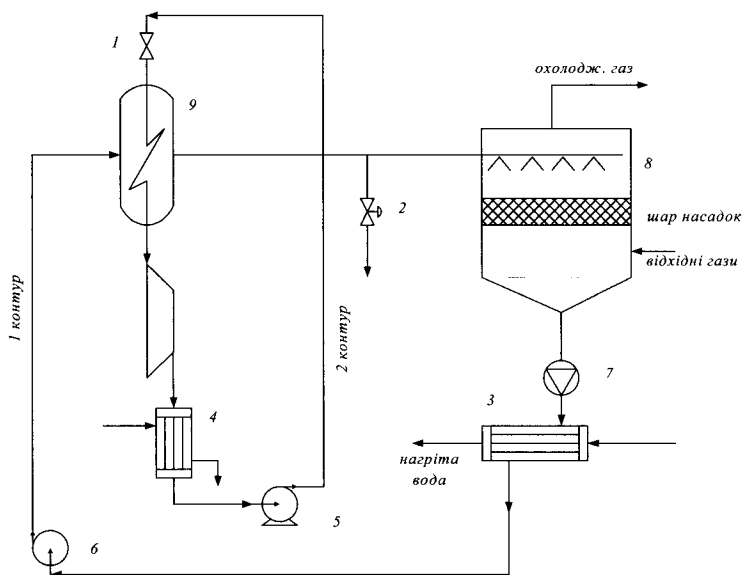 1
охолодж. газ
9
8
2
шар насадок
відхідні гази
1 контур
2 контур
7
3
4
нагріта
вода
5
6